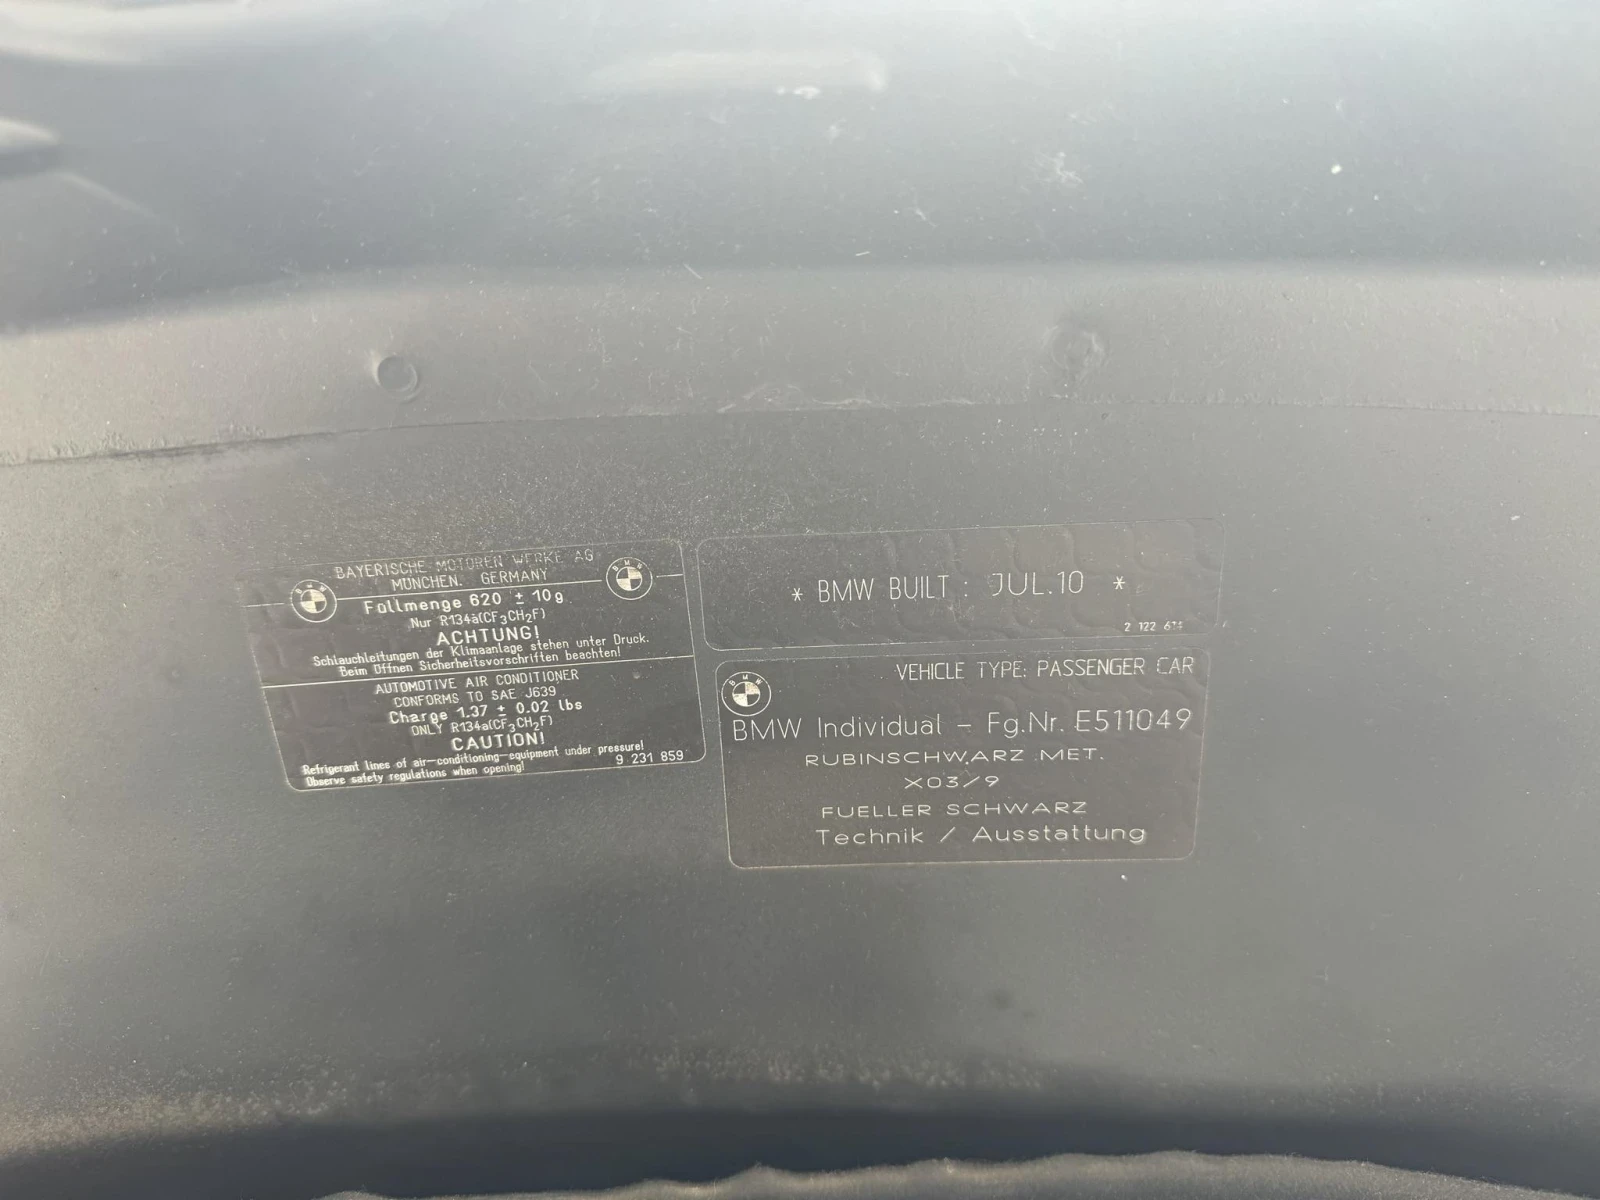 BAYERISCHE MOTOREN WERKE AG
MÜNCHEN, GERMANY
Füllmenge 620 ± 10g
Nur R134a(CF3CH2F)
ACHTUNG!
Schlauchleitungen der Klimaanlage stehen unter Druck.
Beim Öffnen Sicherheitsvorschriften beachten!
AUTOMOTIVE AIR CONDITIONER
CONFORMS TO SAE J639
Charge 1.37 ± 0.02 lbs
ONLY R134a(CF3CH2F)
CAUTION!
Refrigerant lines of air-conditioning-equipment under pressure!
Observe safety regulations when opening!
9 231 859
* BMW BUILT : JUL.10 *
2 122
VEHICLE TYPE: PASSENGER CAR
BMW Individual - Fg.Nr. E511049
RUBINSCHWARZ MET.
X03/9
FUELLER SCHWARZ
Technik / Ausstattung